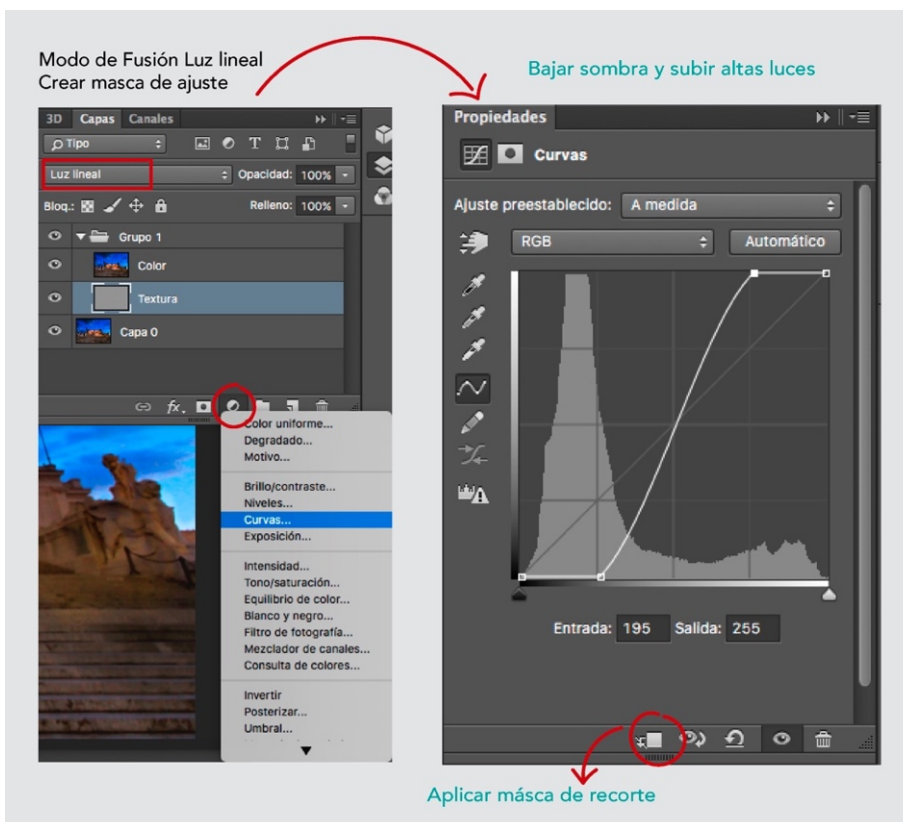 Modo de Fusión Luz lineal
Crear masca de ajuste
Bajar sombra y subir altas luces
3D Capas Canales
Tipo
Luz lineal Opacidad: 100%
Bloq.: Relleno: 100%
Grupo 1
Color
Textura
Capa 0
fx.
Color uniforme...
Degradado...
Motivo...
Brillo/contraste...
Niveles...
Curvas...
Exposición...
Intensidad...
Tono/saturación...
Equilibrio de color...
Blanco y negro...
Filtro de fotografía...
Mezclador de canales...
Consulta de colores...
Invertir
Posterizar...
Umbral...
Propiedades
Curvas
Ajuste preestablecido: A medida
RGB Automático
Entrada: 195 Salida: 255
Aplicar másca de recorte